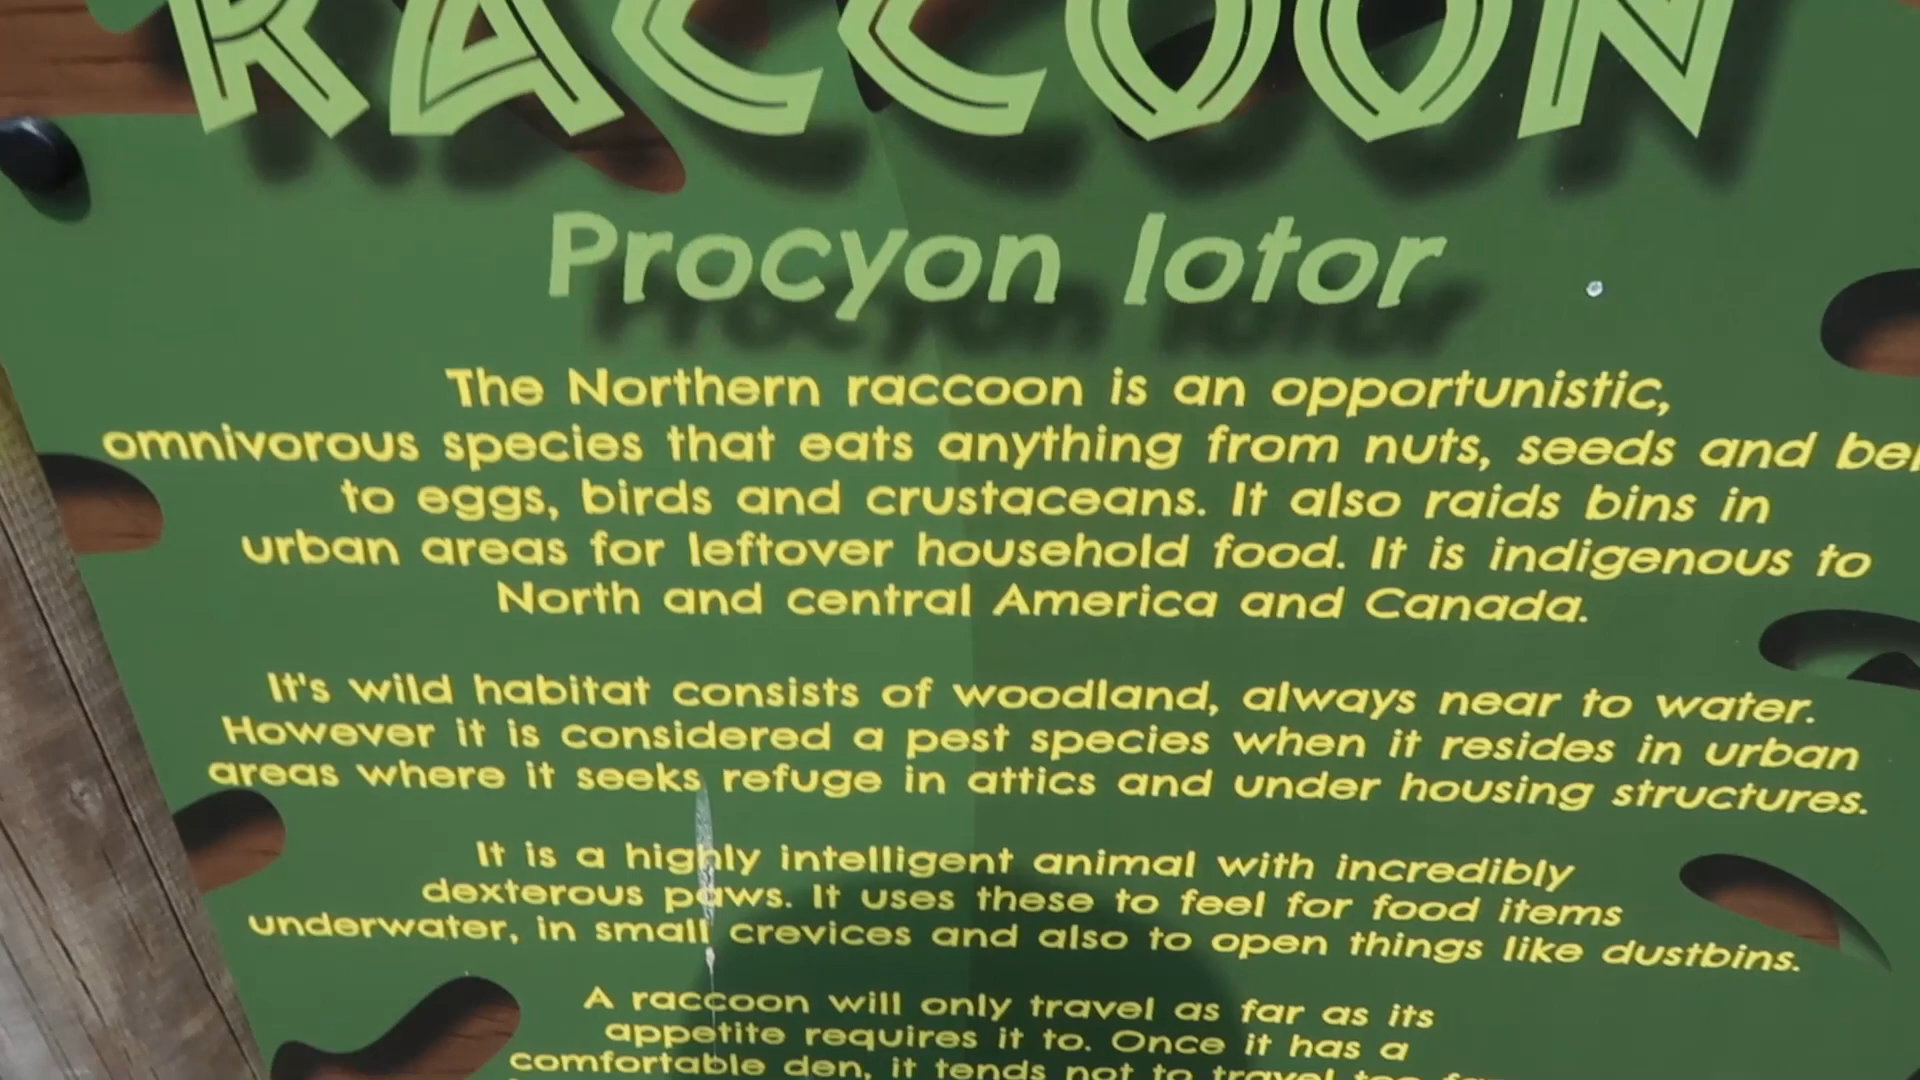 RACCOON
Procyon lotor
The Northern raccoon is an opportunistic,
omnivorous species that eats anything from nuts, seeds and
to eggs, birds and crustaceans. It also raids bins in
urban areas for leftover household food. It is indigenous to
North and central America and Canada.
It's wild habitat consists of woodland, always near to water.
However it is considered a pest species when it resides in urban
areas where it seeks refuge in attics and under housing structures.
It is a highly intelligent animal with incredibly
dexterous paws. It uses these to feel for food items
underwater, in small crevices and also to open things like dustbins.
A raccoon will only travel as far as its
appetite requires it to. Once it has a
comfortable den, it tends not to travel too far